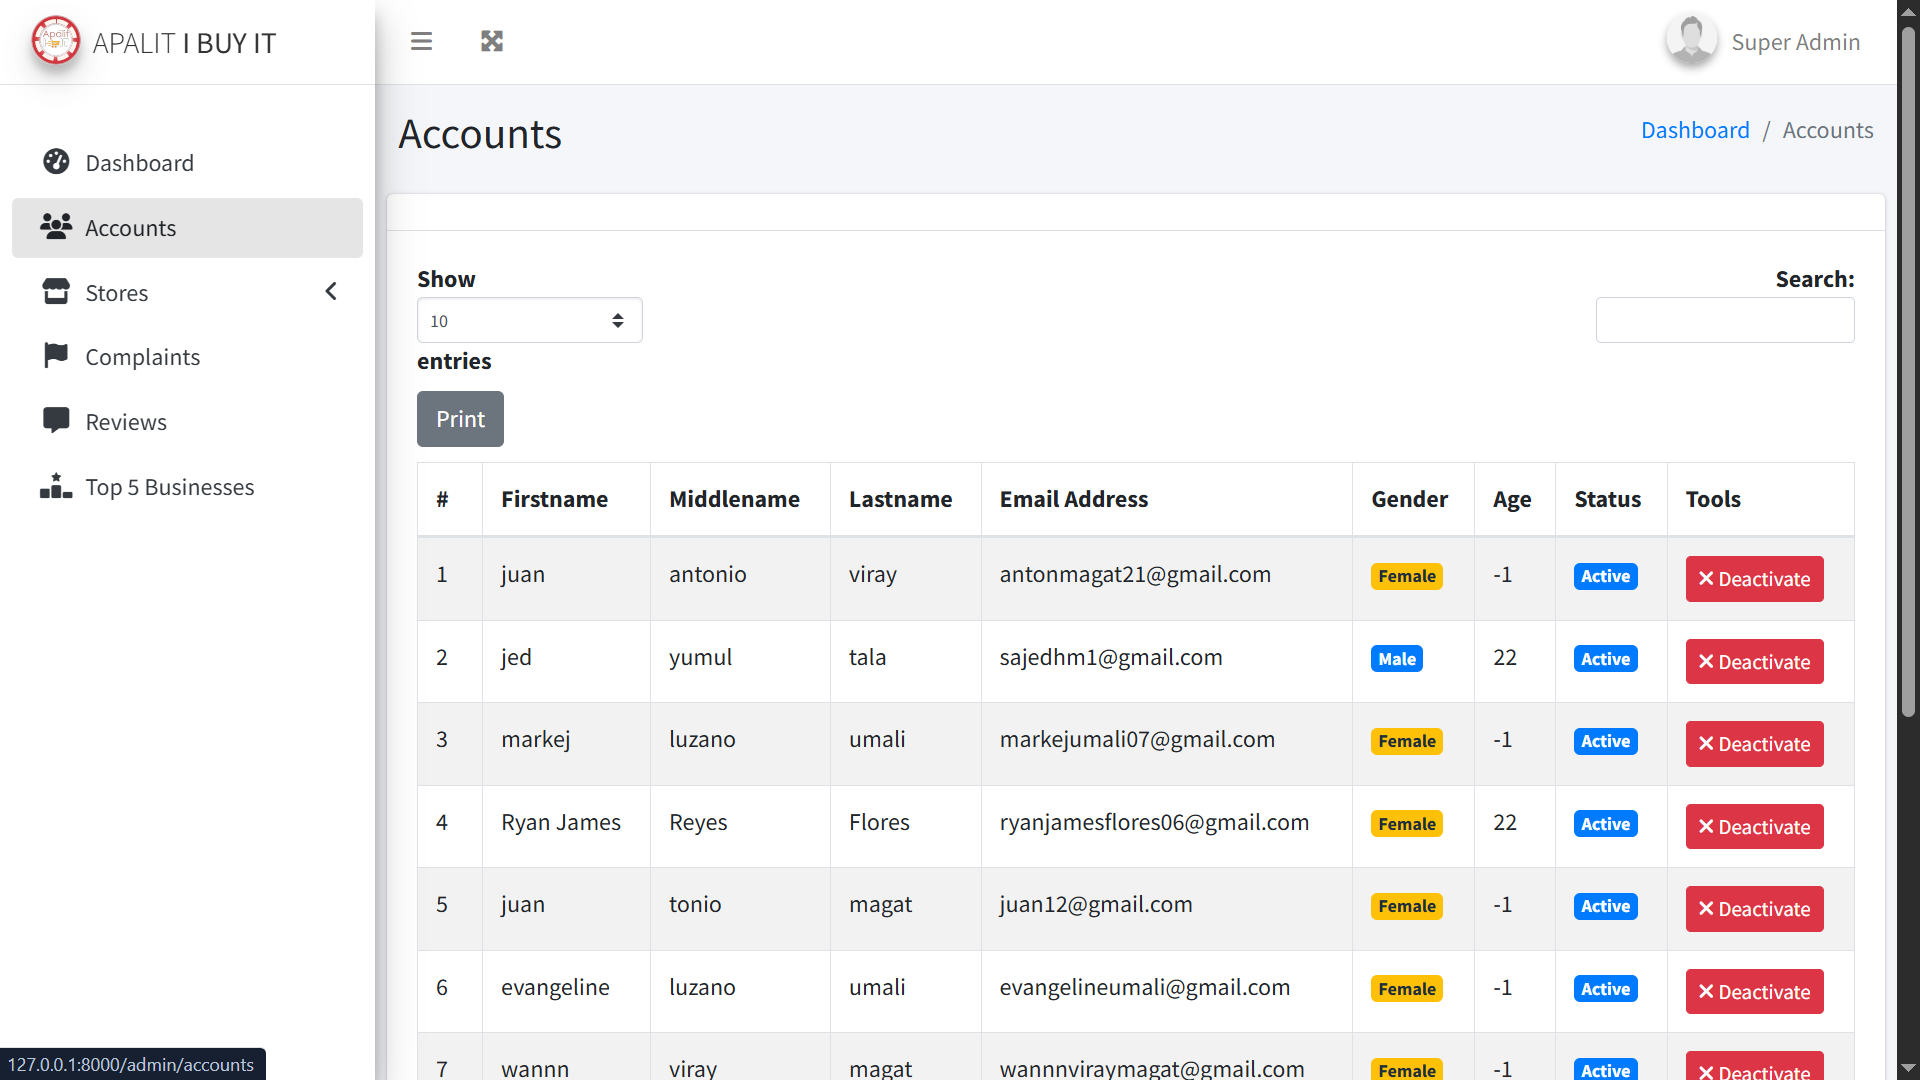 APALIT I BUY IT
Super Admin
Dashboard
Accounts
Stores
Complaints
Reviews
Top 5 Businesses
Accounts
Dashboard / Accounts
Show
10
entries
Search:
Print
# Firstname Middlename Lastname Email Address Gender Age Status Tools
1 juan antonio viray antonmagat21@gmail.com Female -1 Active Deactivate
2 jed yumul tala sajedhm1@gmail.com Male 22 Active Deactivate
3 markej luzano umali markejumali07@gmail.com Female -1 Active Deactivate
4 Ryan James Reyes Flores ryanjamesflores06@gmail.com Female 22 Active Deactivate
5 juan tonio magat juan12@gmail.com Female -1 Active Deactivate
6 evangeline luzano umali evangelineumali@gmail.com Female -1 Active Deactivate
7 wannn viray magat wannnviraymagat@gmail.com Female -1 Active Deactivate
127.0.0.1:8000/admin/accounts